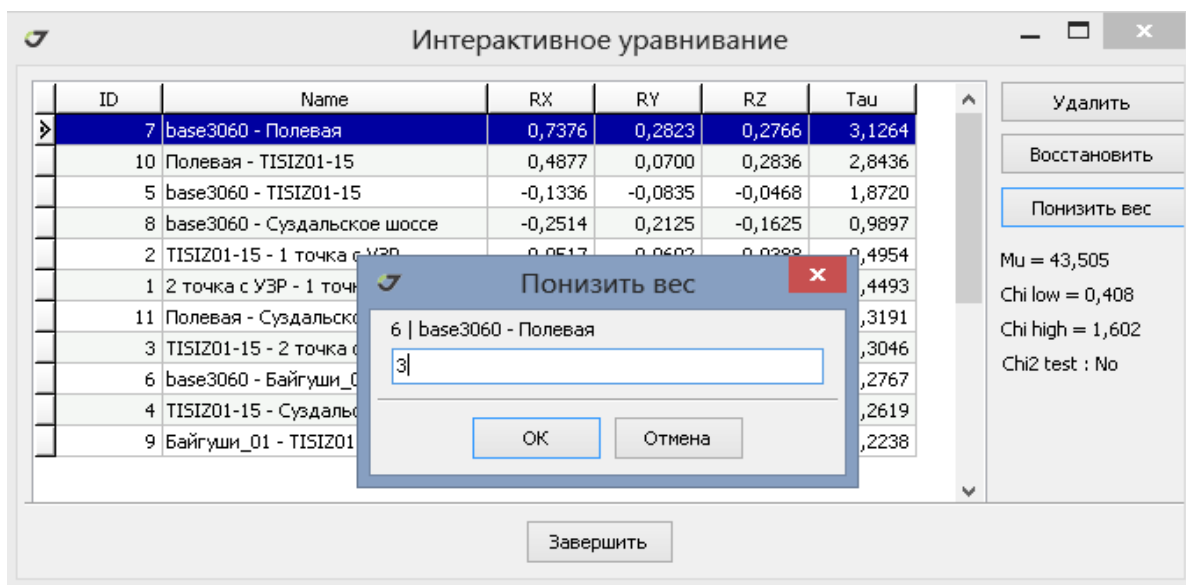 Интерактивное уравнивание
ID Name RX RY RZ Tau
7 base3060 - Полевая 0,7376 0,2823 0,2766 3,1264
10 Полевая - TISIZ01-15 0,4877 0,0700 0,2836 2,8436
5 base3060 - TISIZ01-15 -0,1336 -0,0835 -0,0468 1,8720
8 base3060 - Суздальское шоссе -0,2514 0,2125 -0,1625 0,9897
2 TISIZ01-15 - 1 точка с ,4954
1 2 точка с УЗР - 1 ,4493
11 Полевая - ,3191
3 TISIZ01-15 - 2 точка ,3046
6 base3060 - ,2767
4 TISIZ01-15 - ,2619
9 Байгуши_01 - TISIZ01 ,2238
Понизить вес
6 | base3060 - Полевая
3
ОК Отмена
Удалить
Восстановить
Понизить вес
Mu = 43,505
Chi low = 0,408
Chi high = 1,602
Chi2 test : No
Завершить